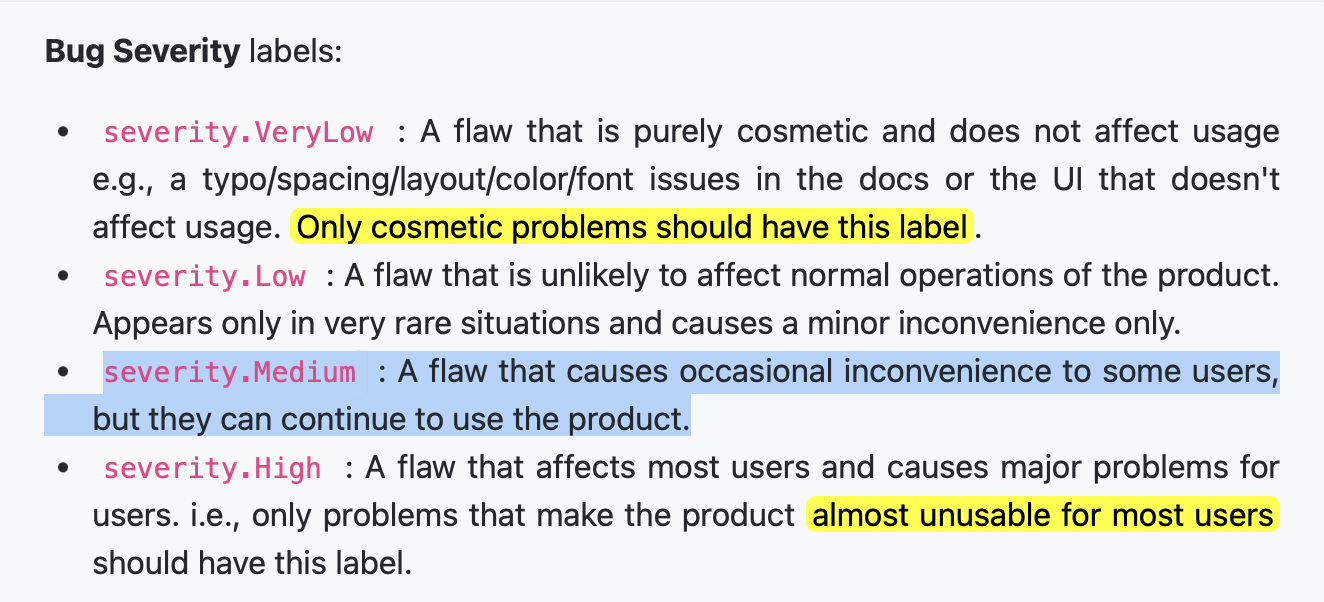 Bug Severity labels:
• severity.VeryLow : A flaw that is purely cosmetic and does not affect usage
e.g., a typo/spacing/layout/color/font issues in the docs or the UI that doesn't
affect usage. Only cosmetic problems should have this label.
• severity.Low : A flaw that is unlikely to affect normal operations of the product.
Appears only in very rare situations and causes a minor inconvenience only.
• severity.Medium : A flaw that causes occasional inconvenience to some users,
but they can continue to use the product.
• severity.High : A flaw that affects most users and causes major problems for
users. i.e., only problems that make the product almost unusable for most users
should have this label.